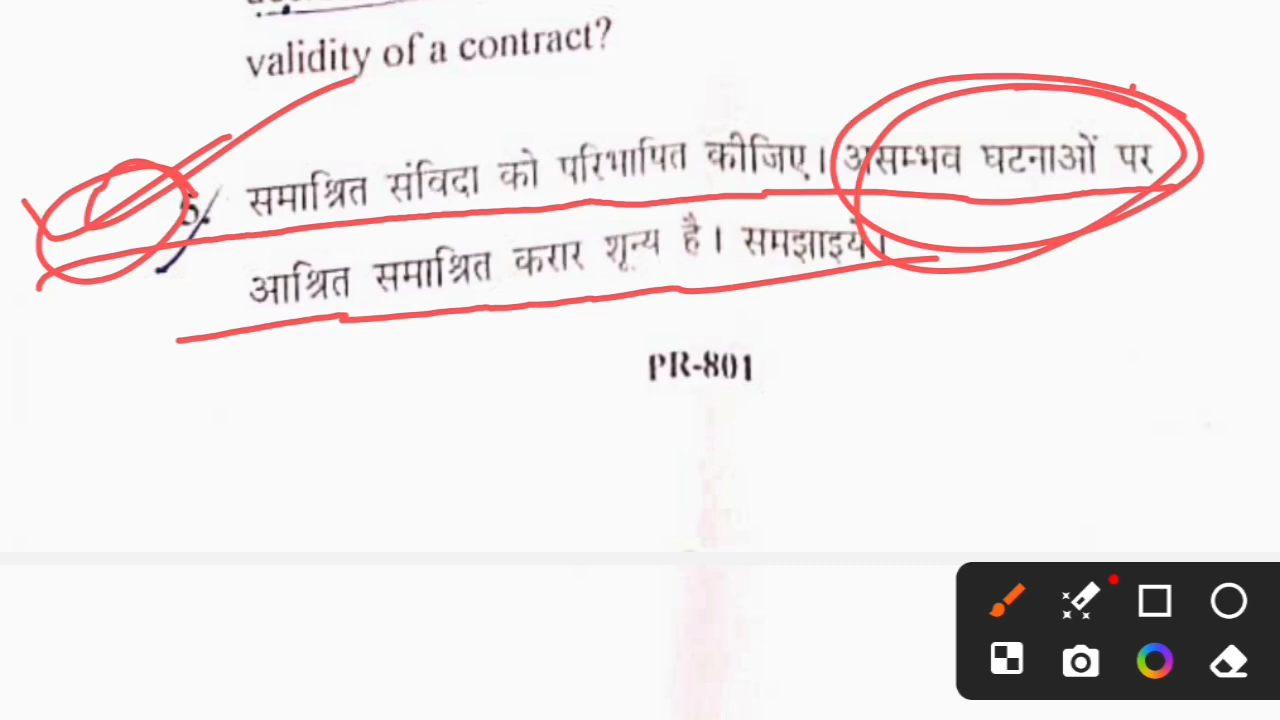 validity of a contract?
5. समाश्रित संविदा को परिभाषित कीजिए। असम्भव घटनाओं पर
आश्रित समाश्रित करार शून्य है। समझाइये।
PR-801